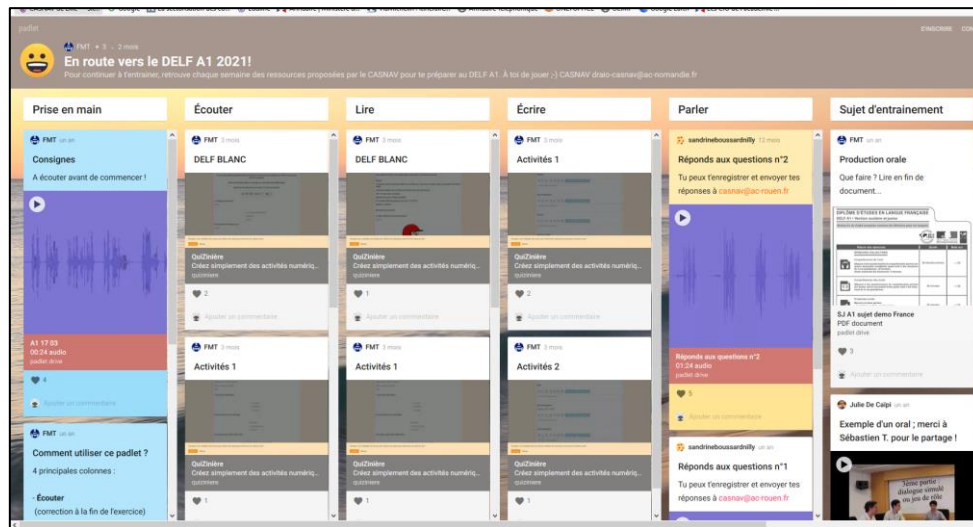 padlet
S'INSCRIRE
FMT + 3 · 2 mois
En route vers le DELF A1 2021!
Pour continuer à t'entrainer, retrouve chaque semaine des ressources proposées par le CASNAV pour te préparer au DELF A1. À toi de jouer ;-) CASNAV draio-casnav@ac-nomandie.fr
Prise en main
FMT un an
Consignes
A écouter avant de commencer !
A1 17 03
00:24 audio
padlet drive
4
Ajouter un commentaire
FMT un an
Comment utiliser ce padlet ?
4 principales colonnes :
- Écouter
(correction à la fin de l'exercice)
Écouter
FMT 3 mois
DELF BLANC
QuiZinière
Créez simplement des activités numériq...
quiziniere
2
Ajouter un commentaire
FMT 3 mois
Activités 1
QuiZinière
Créez simplement des activités numériq...
quiziniere
1
Lire
FMT 3 mois
DELF BLANC
QuiZinière
Créez simplement des activités numériq...
quiziniere
1
Ajouter un commentaire
FMT 3 mois
Activités 1
QuiZinière
Créez simplement des activités numériq...
quiziniere
1
Écrire
FMT 3 mois
Activités 1
QuiZinière
Créez simplement des activités numériq...
quiziniere
2
Ajouter un commentaire
FMT 3 mois
Activités 2
QuiZinière
Créez simplement des activités numériq...
quiziniere
1
Parler
sandrineboussardnilly 12 mois
Réponds aux questions n°2
Tu peux t'enregistrer et envoyer tes
réponses à casnav@ac-rouen.fr
Réponds aux questions n°2
01:24 audio
padlet drive
5
Ajouter un commentaire
sandrineboussardnilly un an
Réponds aux questions n°1
Tu peux t'enregistrer et envoyer tes
réponses à casnav@ac-rouen.fr
Sujet d'entrainement
FMT un an
Production orale
Que faire ? Lire en fin de
document...
DIPLÔME D'ÉTUDES EN LANGUE FRANÇAISE
SJ A1 sujet demo France
PDF document
padlet drive
3
Ajouter un commentaire
Julie De Caïpi un an
Exemple d'un oral ; merci à
Sébastien T. pour le partage !
3ème partie :
dialogue simulé
ou jeu de rôle